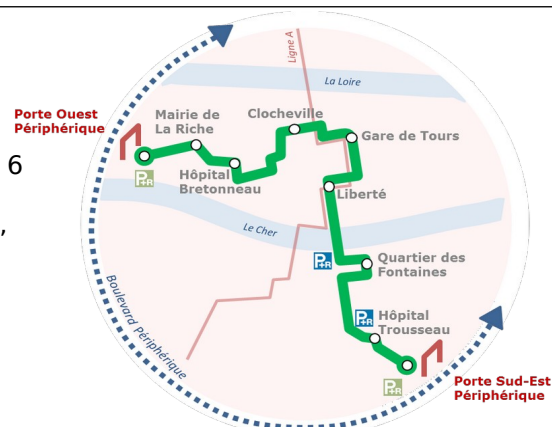 Ligne A
La Loire
Porte Ouest
Périphérique
Mairie de
La Riche
Clocheville
Gare de Tours
6
P+R
Hôpital
Bretonneau
Liberté
,
Le Cher
P+R
Quartier des
Fontaines
Boulevard Périphérique
P+R
Hôpital
Trousseau
P+R
Porte Sud-Est
Périphérique